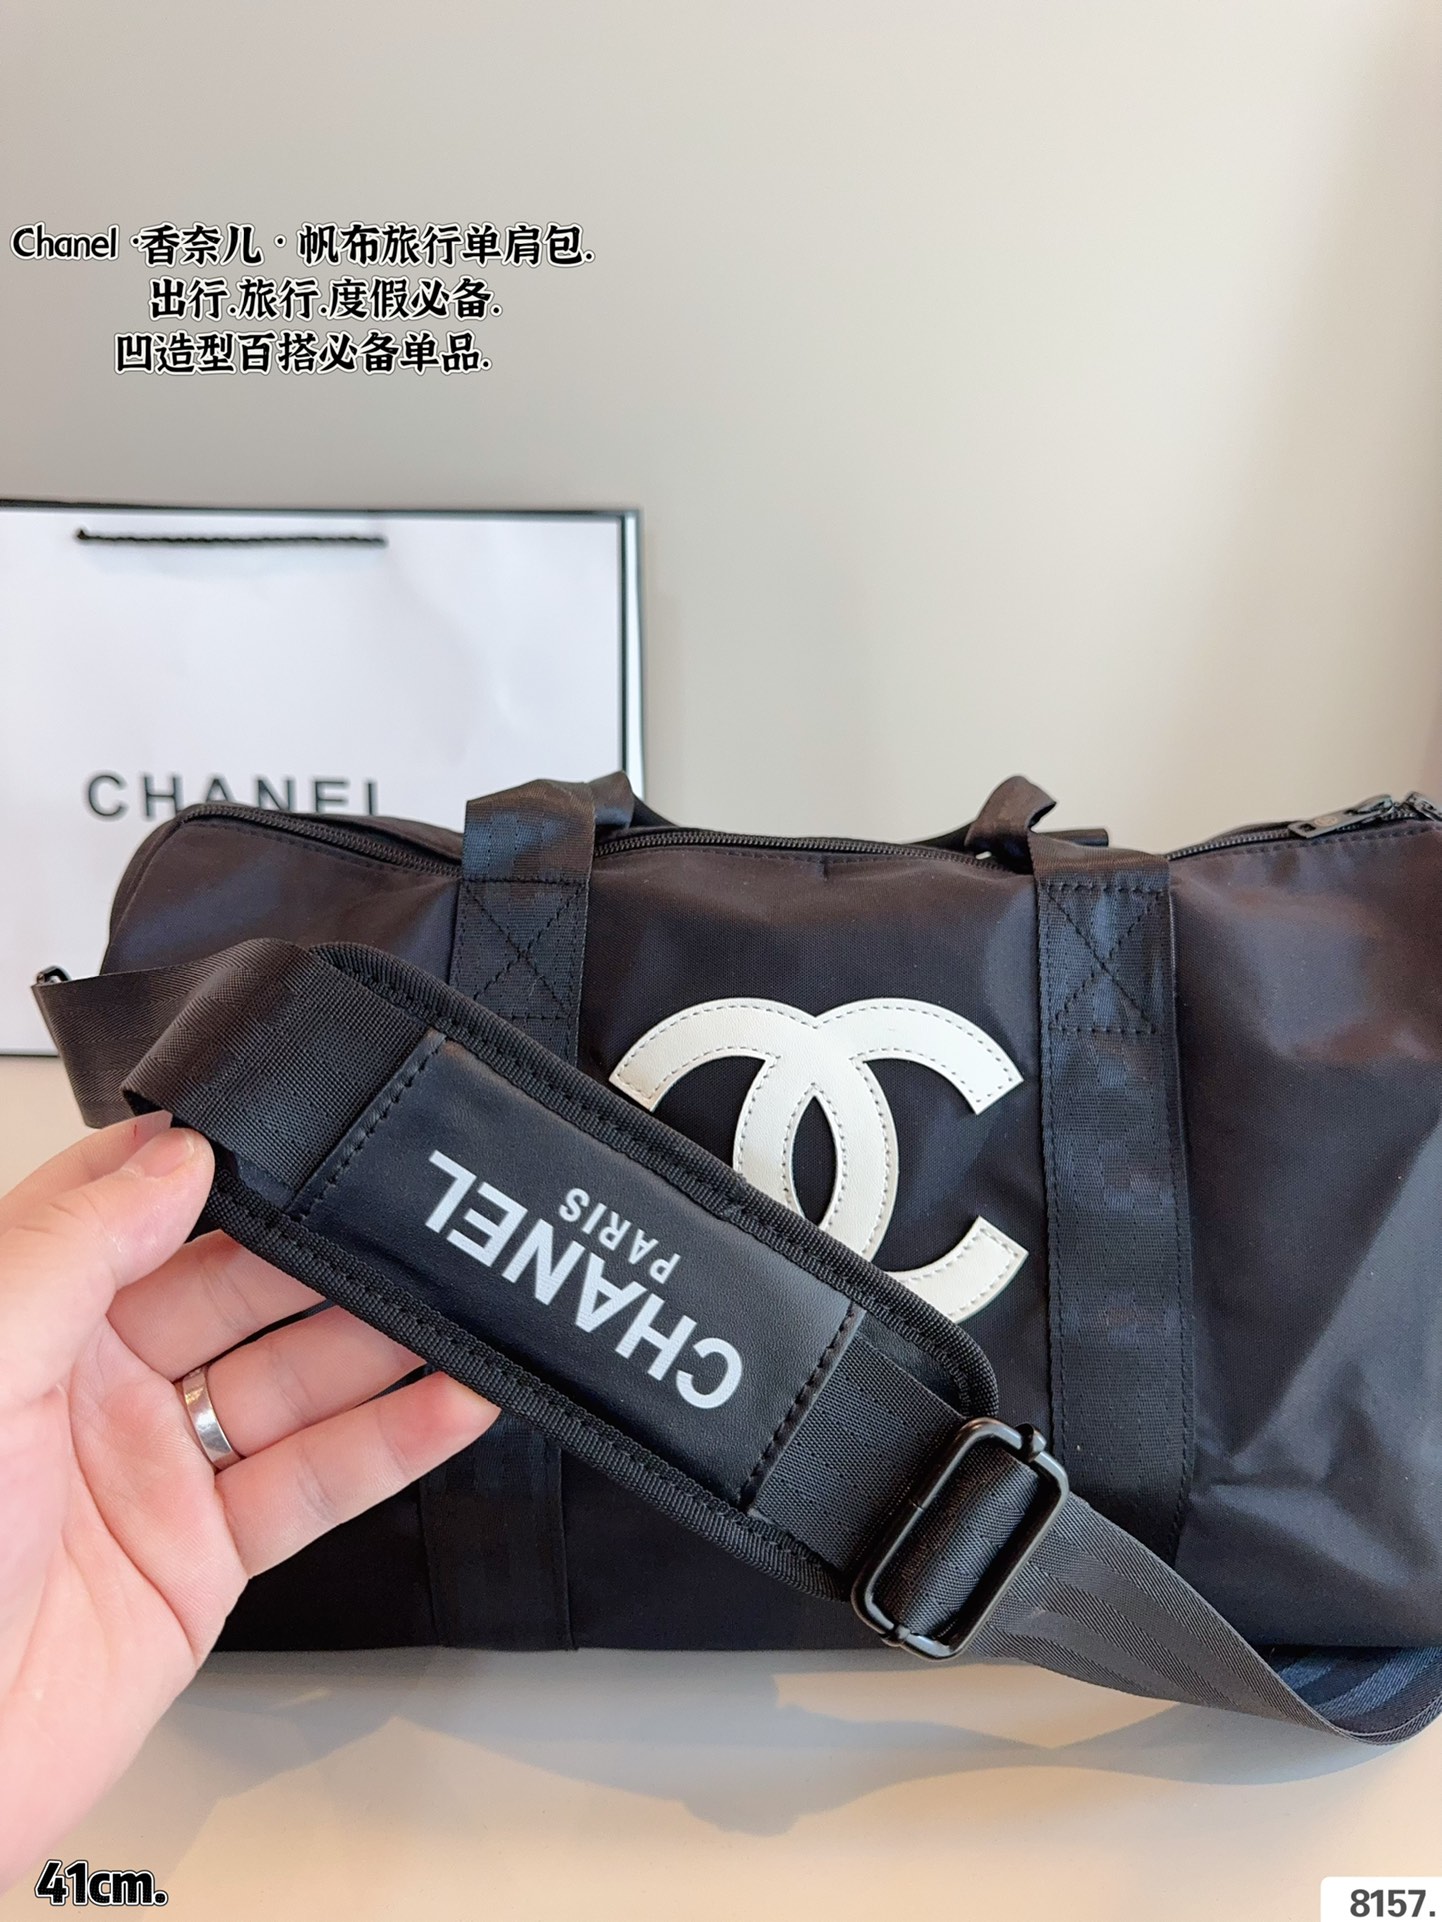 Chanel ·香奈儿·帆布旅行单肩包.
出行.旅行.度假必备.
凹造型百搭必备单品.
CHANEL
CHANEL
PARIS
41cm.
8157.